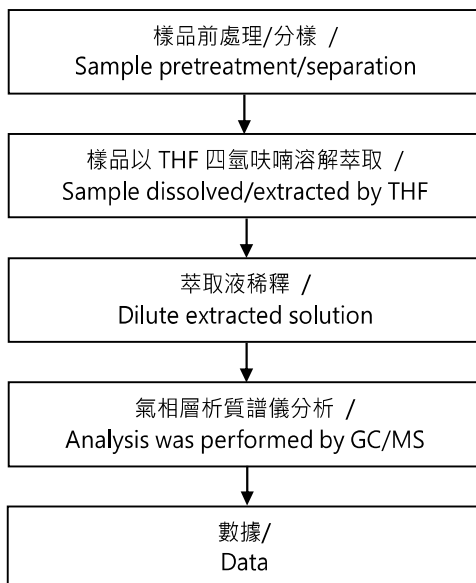 樣品前處理/分樣 /
Sample pretreatment/separation
樣品以 THF 四氫呋喃溶解萃取 /
Sample dissolved/extracted by THF
萃取液稀釋 /
Dilute extracted solution
氣相層析質譜儀分析 /
Analysis was performed by GC/MS
數據/
Data